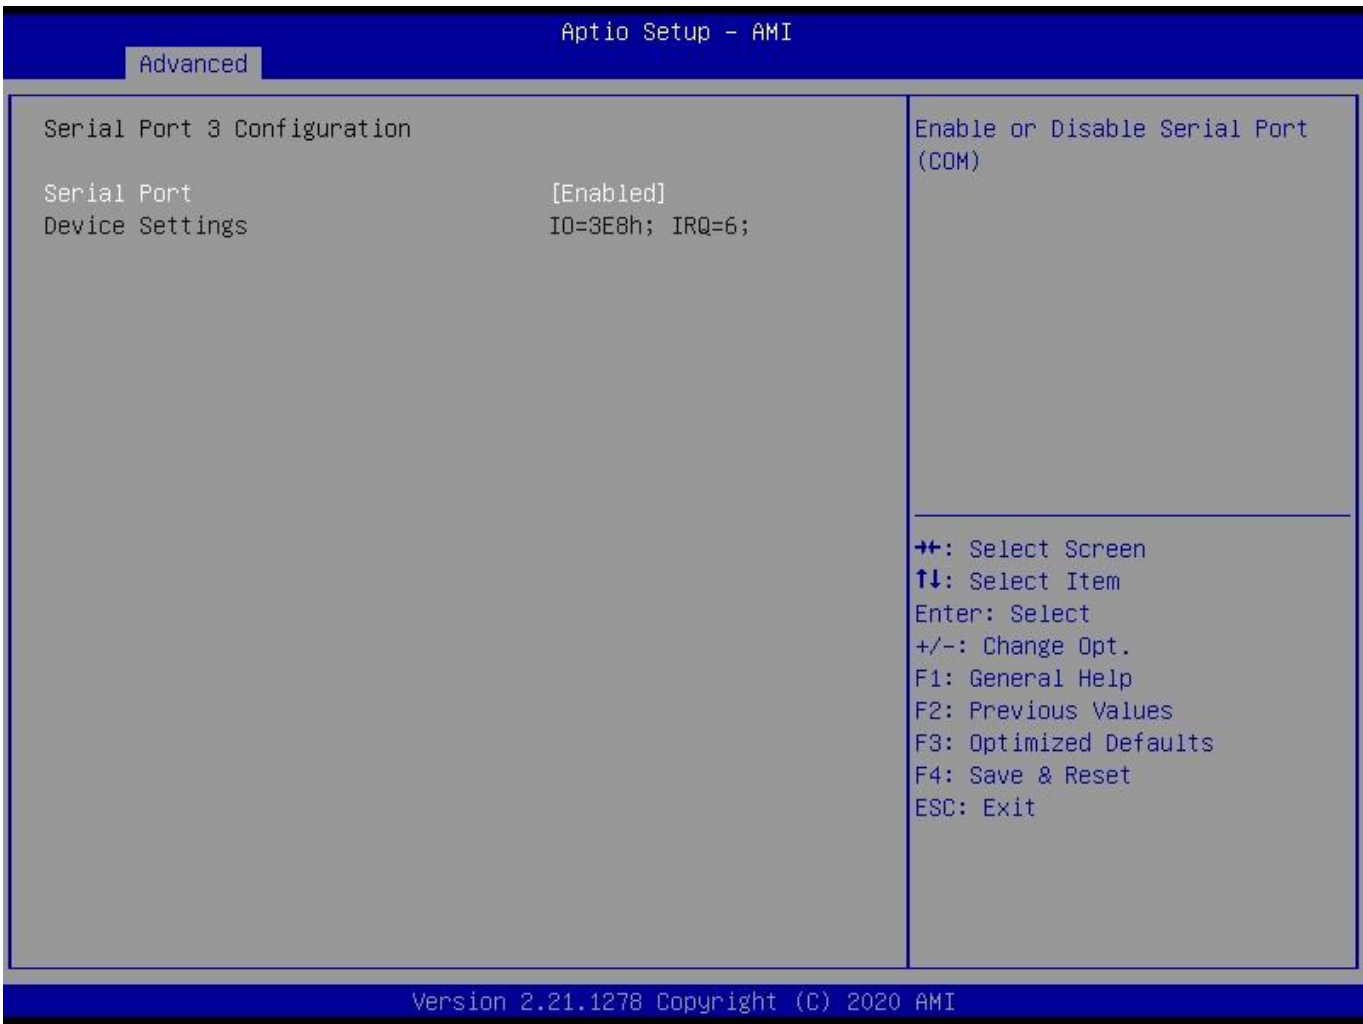 Aptio Setup – AMI
Advanced
Serial Port 3 Configuration
Serial Port [Enabled]
Device Settings IO=3E8h; IRQ=6;
Enable or Disable Serial Port
(COM)
→←: Select Screen
↑↓: Select Item
Enter: Select
+/-: Change Opt.
F1: General Help
F2: Previous Values
F3: Optimized Defaults
F4: Save & Reset
ESC: Exit
Version 2.21.1278 Copyright (C) 2020 AMI